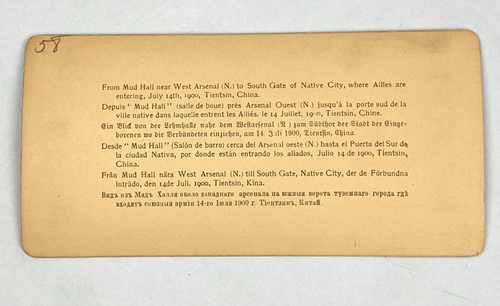 58
From Mud Hall near West Arsenal (N.) to South Gate of Native City, where Allies are
entering, July 14th, 1900, Tientsin, China.
Depuis "Mud Hall" (salle de boue) près Arsenal Ouest (N.) jusqu'à la porte sud de la
ville native dans laquelle entrent les Alliés. le 14 Juillet, 1900, Tientsin, Chine.
Ein Blick von der Lehmhalle nahe dem Westarsenal (N) zum Südthor der Stadt der Einge-
borenen wo die Verbündeten einziehen, am 14. Juli 1900, Tientsin, China.
Desde "Mud Hall" (Salón de barro) cerca del Arsenal oeste (N.) hasta el Puerta del Sur de
la ciudad Nativa, por donde están entrando los aliados, Julio 14 de 1900, Tientsin,
China.
Från Mud Hall nära West Arsenal (N.) till South Gate, Native City, der de Förbundna
inträdo, den 14de Juli, 1900, Tientsin, Kina.
Видъ изъ Мадъ Халля около западнаго арсенала на южныя ворота туземнаго города гдѣ
входятъ союзныя армiи 14-го Iюля 1900 г. Тiентзинъ, Китай